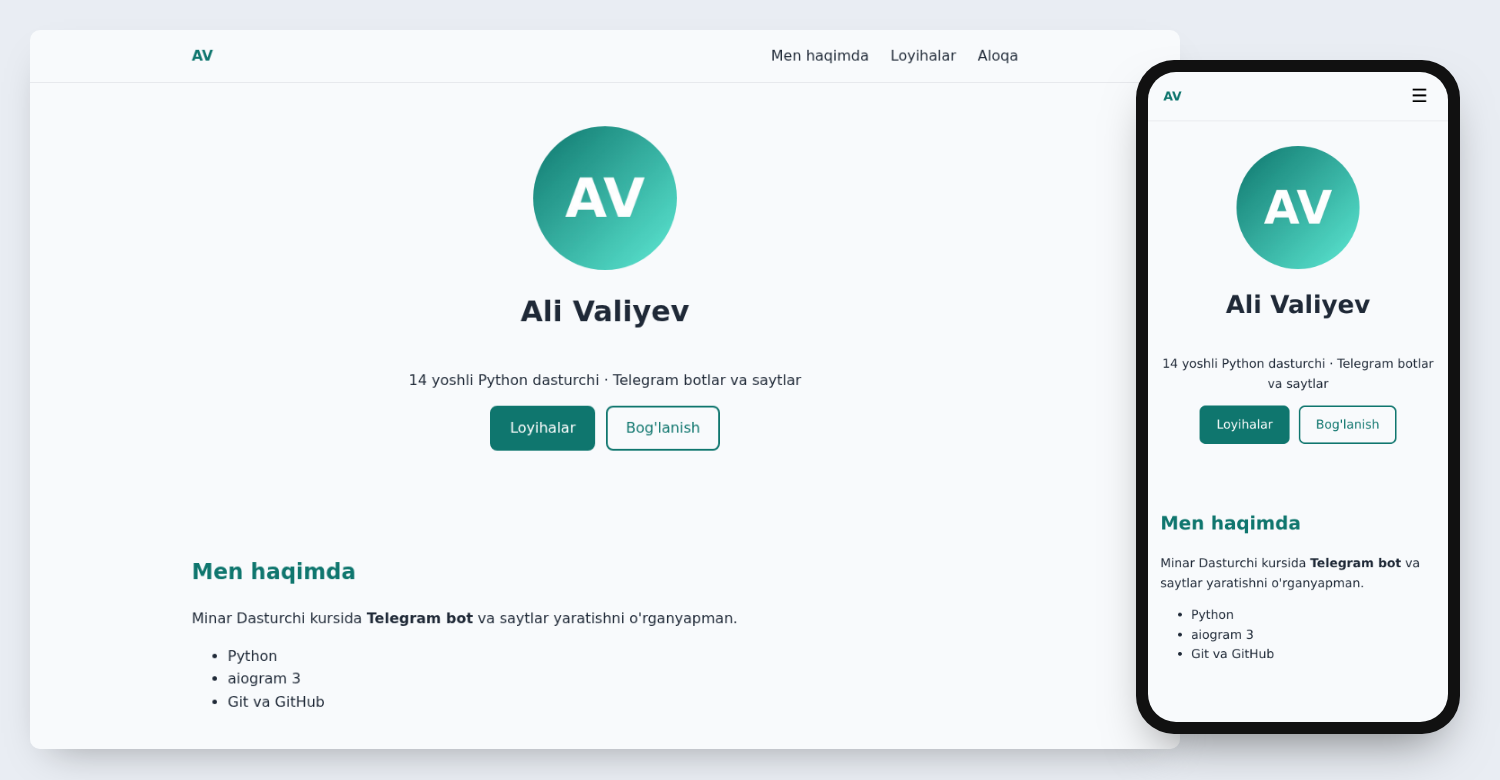 AV
Men haqimda Loyihalar Aloqa
AV
Ali Valiyev
14 yoshli Python dasturchi · Telegram botlar va saytlar
Loyihalar Bog'lanish
Men haqimda
Minar Dasturchi kursida Telegram bot va saytlar yaratishni o'rganyapman.
• Python
• aiogram 3
• Git va GitHub
AV ☰
AV
Ali Valiyev
14 yoshli Python dasturchi · Telegram botlar
va saytlar
Loyihalar Bog'lanish
Men haqimda
Minar Dasturchi kursida Telegram bot va
saytlar yaratishni o'rganyapman.
• Python
• aiogram 3
• Git va GitHub